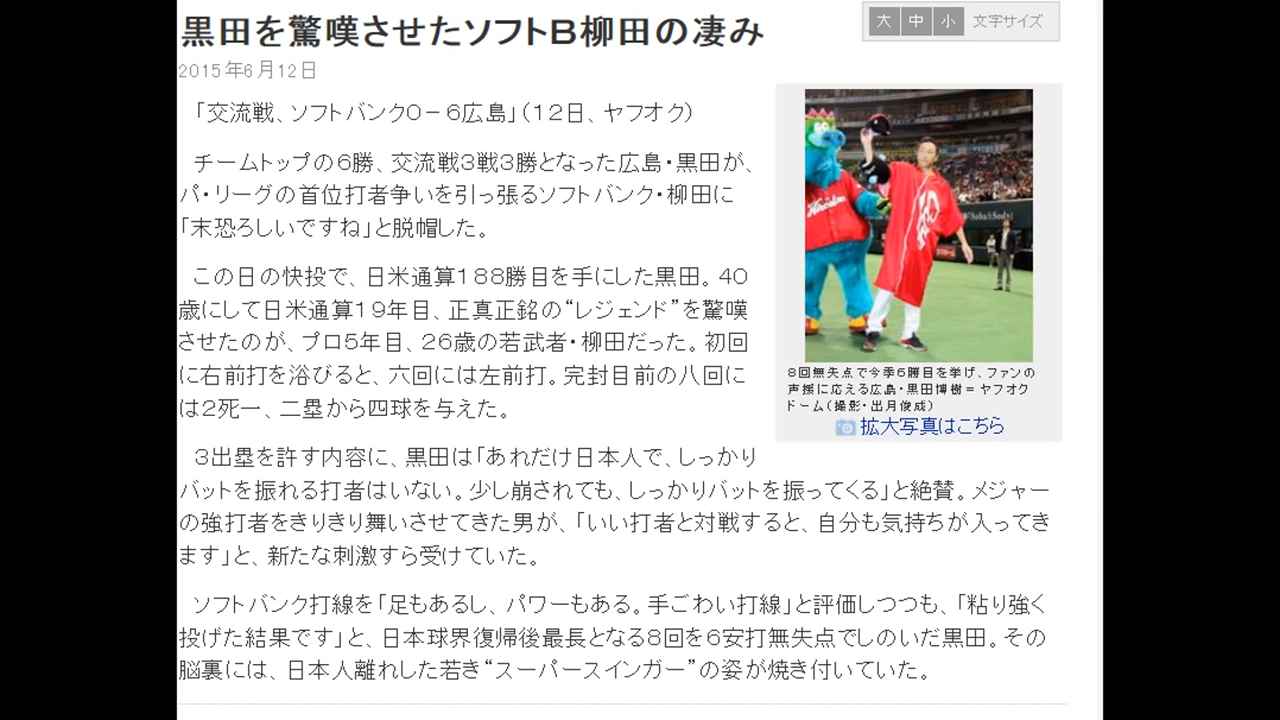 黒田を驚嘆させたソフトB柳田の凄み
大 中 小 文字サイズ
2015年6月12日
「交流戦、ソフトバンク0-6広島」(12日、ヤフオク)
チームトップの6勝、交流戦3戦3勝となった広島・黒田が、
パ・リーグの首位打者争いを引っ張るソフトバンク・柳田に
「末恐ろしいですね」と脱帽した。
この日の快投で、日米通算188勝目を手にした黒田。40
歳にして日米通算19年目、正真正銘の“レジェンド”を驚嘆
させたのが、プロ5年目、26歳の若武者・柳田だった。初回
に右前打を浴びると、六回には左前打。完封目前の八回に
は2死一、二塁から四球を与えた。
3出塁を許す内容に、黒田は「あれだけ日本人で、しっかり
バットを振れる打者はいない。少し崩されても、しっかりバットを振ってくる」と絶賛。メジャー
の強打者をきりきり舞いさせてきた男が、「いい打者と対戦すると、自分も気持ちが入ってき
ます」と、新たな刺激すら受けていた。
ソフトバンク打線を「足もあるし、パワーもある。手ごわい打線」と評価しつつも、「粘り強く
投げた結果です」と、日本球界復帰後最長となる8回を6安打無失点でしのいだ黒田。その
脳裏には、日本人離れした若き“スーパースインガー”の姿が焼き付いていた。
8回無失点で今季6勝目を挙げ、ファンの
声援に応える広島・黒田博樹=ヤフオク
ドーム(撮影・出月俊成)
拡大写真はこちら